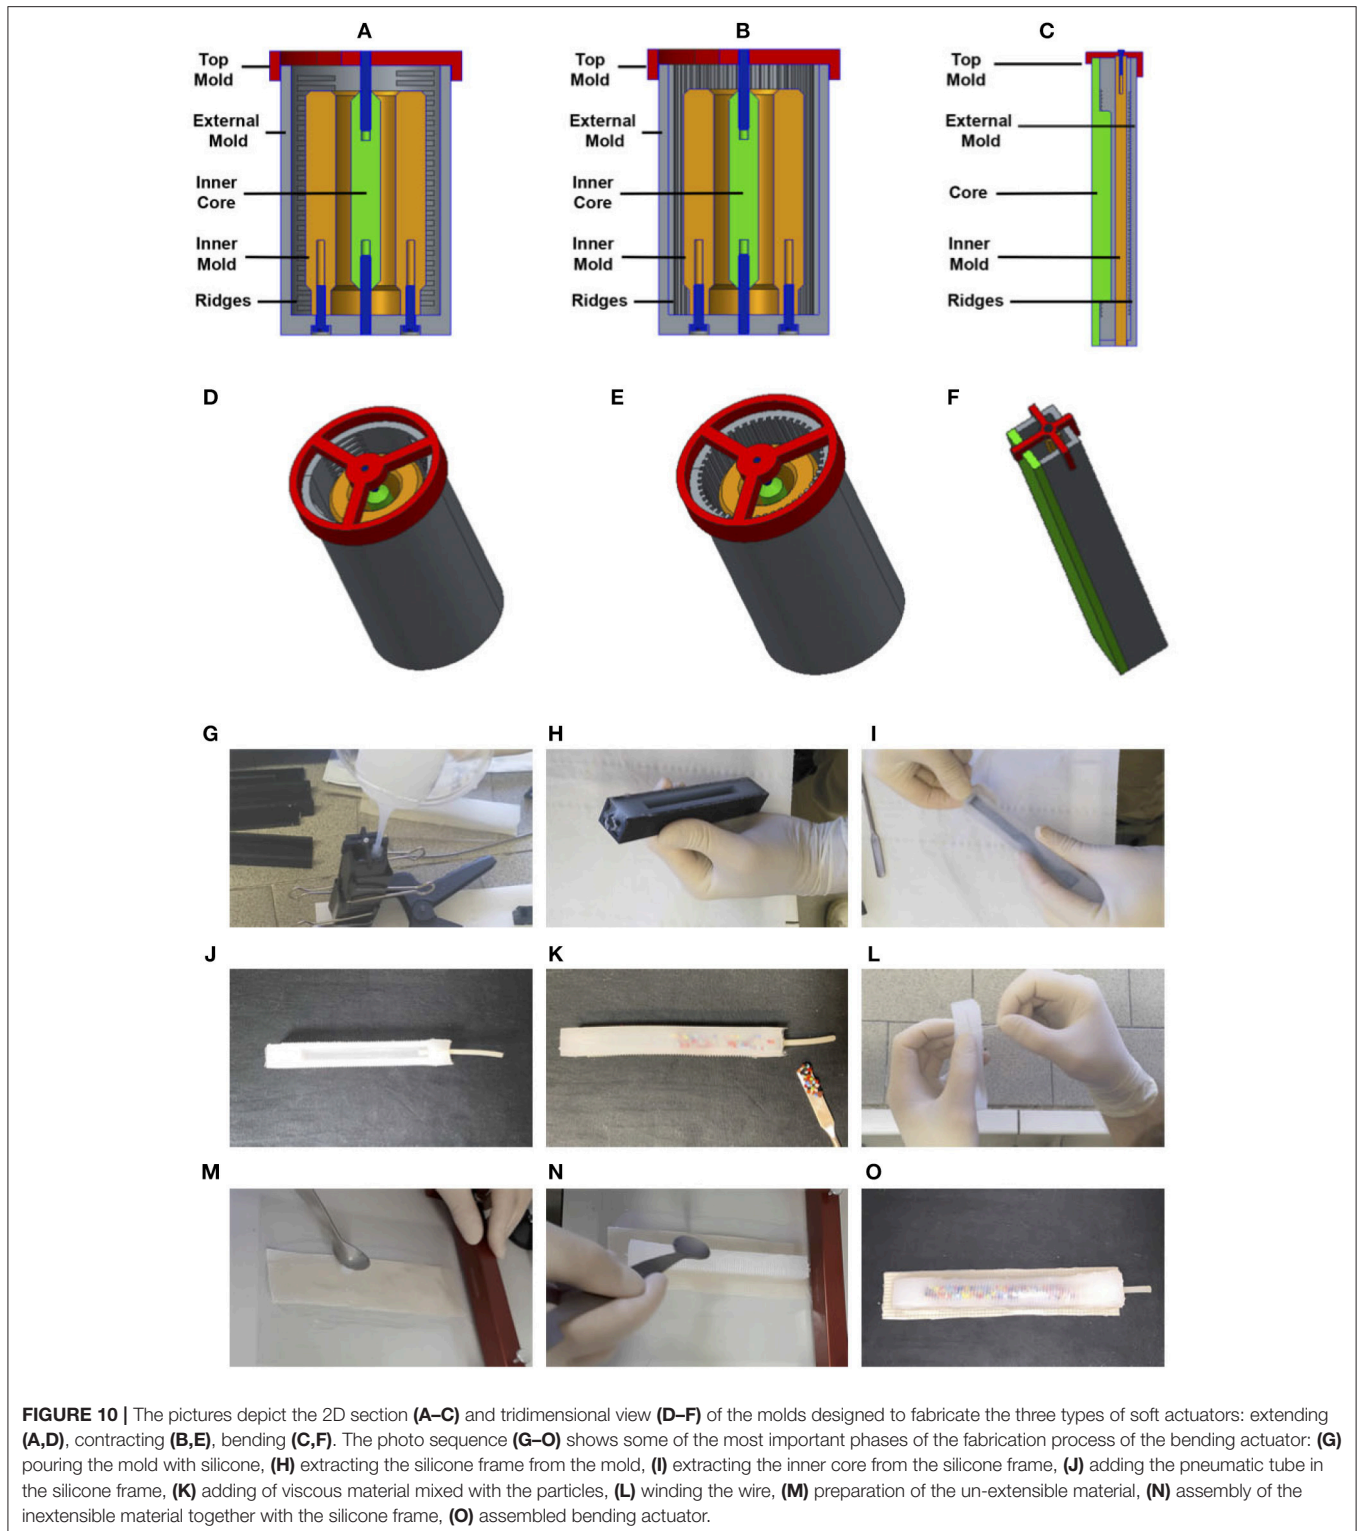 A
B
C
Top
Mold
External
Mold
Inner
Core
Inner
Mold
Ridges
Top
Mold
External
Mold
Inner
Core
Inner
Mold
Ridges
Top
Mold
External
Mold
Core
Inner
Mold
Ridges
D
E
F
G
H
I
J
K
L
M
N
O
FIGURE 10 | The pictures depict the 2D section (A–C) and tridimensional view (D–F) of the molds designed to fabricate the three types of soft actuators: extending
(A,D), contracting (B,E), bending (C,F). The photo sequence (G–O) shows some of the most important phases of the fabrication process of the bending actuator: (G)
pouring the mold with silicone, (H) extracting the silicone frame from the mold, (I) extracting the inner core from the silicone frame, (J) adding the pneumatic tube in
the silicone frame, (K) adding of viscous material mixed with the particles, (L) winding the wire, (M) preparation of the un-extensible material, (N) assembly of the
inextensible material together with the silicone frame, (O) assembled bending actuator.